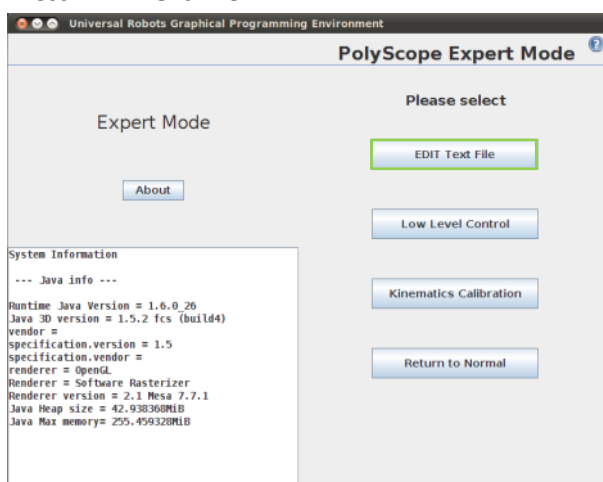 Universal Robots Graphical Programming Environment
PolyScope Expert Mode
?
Expert Mode
About
System Information
--- Java info ---
Runtime Java Version = 1.6.0_26
Java 3D version = 1.5.2 fcs (build4)
vendor =
specification.version = 1.5
specification.vendor =
renderer = OpenGL
Renderer = Software Rasterizer
Renderer version = 2.1 Mesa 7.7.1
Java Heap size = 42.938368MiB
Java Max memory= 255.459328MiB
Please select
EDIT Text File
Low Level Control
Kinematics Calibration
Return to Normal